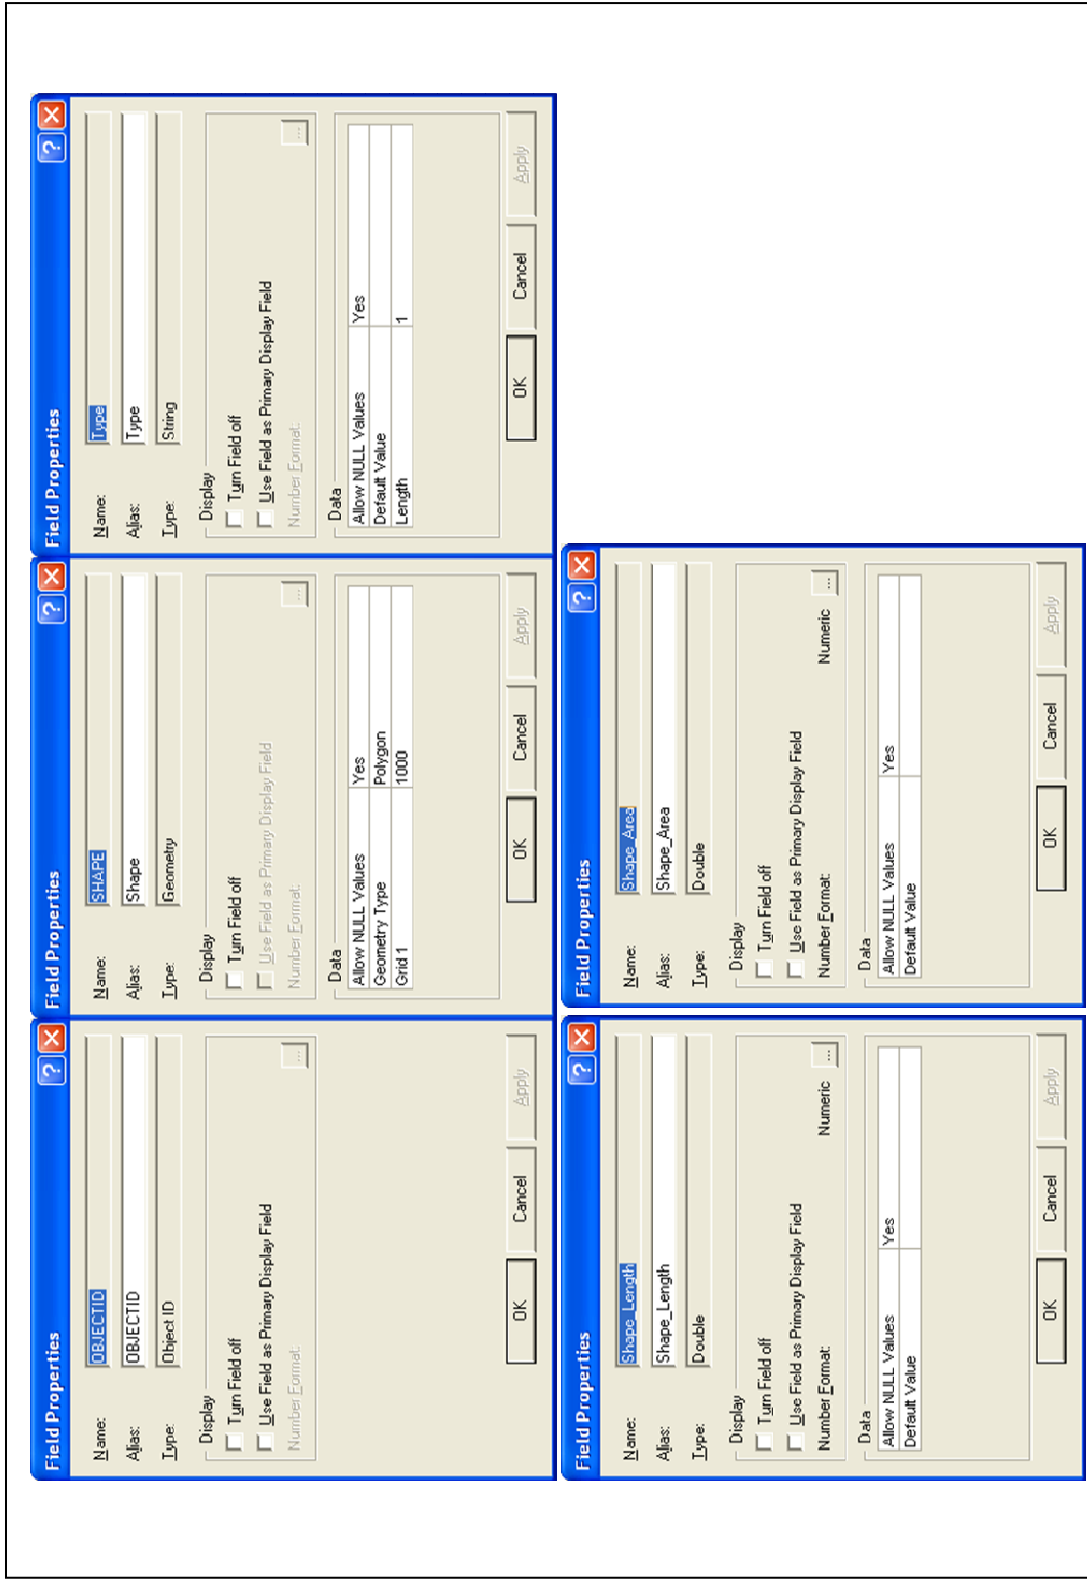 Field Properties
Name: OBJECTID
Alias: OBJECTID
Type: Object ID
Display
Turn Field off
Use Field as Primary Display Field
Number Format: ...
OK Cancel Apply
Field Properties
Name: SHAPE
Alias: Shape
Type: Geometry
Display
Turn Field off
Use Field as Primary Display Field
Number Format: ...
Data
Allow NULL Values Yes
Geometry Type Polygon
Grid 1 1000
OK Cancel Apply
Field Properties
Name: Type
Alias: Type
Type: String
Display
Turn Field off
Use Field as Primary Display Field
Number Format: ...
Data
Allow NULL Values Yes
Default Value
Length 1
OK Cancel Apply
Field Properties
Name: Shape_Length
Alias: Shape_Length
Type: Double
Display
Turn Field off
Use Field as Primary Display Field
Number Format: Numeric ...
Data
Allow NULL Values Yes
Default Value
OK Cancel Apply
Field Properties
Name: Shape_Area
Alias: Shape_Area
Type: Double
Display
Turn Field off
Use Field as Primary Display Field
Number Format: Numeric ...
Data
Allow NULL Values Yes
Default Value
OK Cancel Apply